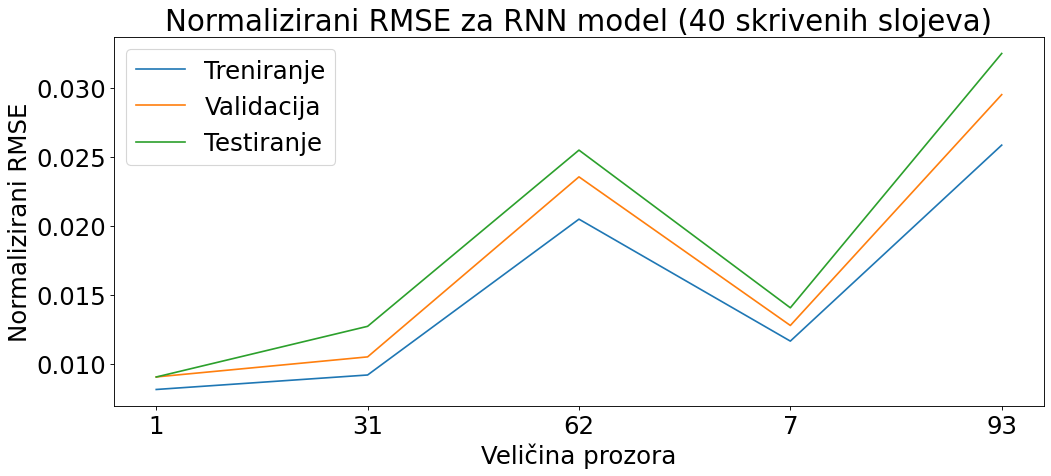 Normalizirani RMSE za RNN model (40 skrivenih slojeva)
Treniranje
Validacija
Testiranje
Normalizirani RMSE
0.030
0.025
0.020
0.015
0.010
1 31 62 7 93
Veličina prozora